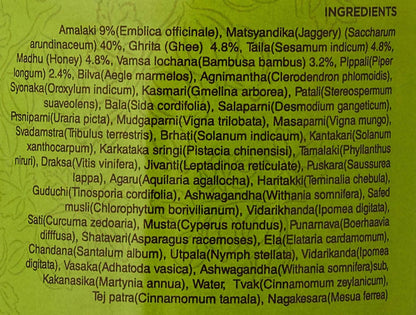 INGREDIENTS
Amalaki 9%(Emblica officinale), Matsyandika(Jaggery) (Saccharum
arundinaceum) 40%, Ghrita (Ghee) 4.8%, Taila(Sesamum indicum) 4.8%,
Madhu (Honey) 4.8%, Vamsa lochana(Bambusa bambus) 3.2%, Pippali(Piper
longum) 2.4%, Bilva(Aegle marmelos), Agnimantha(Clerodendron phlomoidis),
Syonaka(Oroxylum indicum), Kasmari(Gmelina arborea), Patali(Stereospermum
suaveolens), Bala(Sida cordifolia), Salaparni(Desmodium gangeticum),
Prsniparni(Uraria picta), Mudgaparni(Vigna trilobata), Masaparni(Vigna mungo),
Svadamstra(Tribulus terrestris), Brhati(Solanum indicum), Kantakari(Solanum
xanthocarpum), Karkataka sringi(Pistacia chinensis), Tamalaki(Phyllanthus
niruri), Draksa(Vitis vinifera), Jivanti(Leptadinoa reticulate), Puskara(Saussurea
lappa), Agaru(Aquilaria agallocha), Haritakki(Teminalia chebula),
Guduchi(Tinosporia cordifolia), Ashwagandha(Withania somnifera), Safed
musli(Chlorophytum borivilianum), Vidarikhanda(Ipomea digitata),
Sati(Curcuma zedoaria), Musta(Cyperus rotundus), Punarnava(Boerhaavia
difffusa), Shatavari(Asparagus racemoses), Ela(Elataria cardamomum),
Chandana(Santalum album), Utpala(Nymph stellata), Vidarikanda(Ipomea
digitata), Vasaka(Adhatoda vasica), Ashwagandha(Withania somnifera)sub,
Kakanasika(Martynia annua), Water, Tvak(Cinnamomum zeylanicum),
Tej patra(Cinnamomum tamala), Nagakesara(Mesua ferrea)